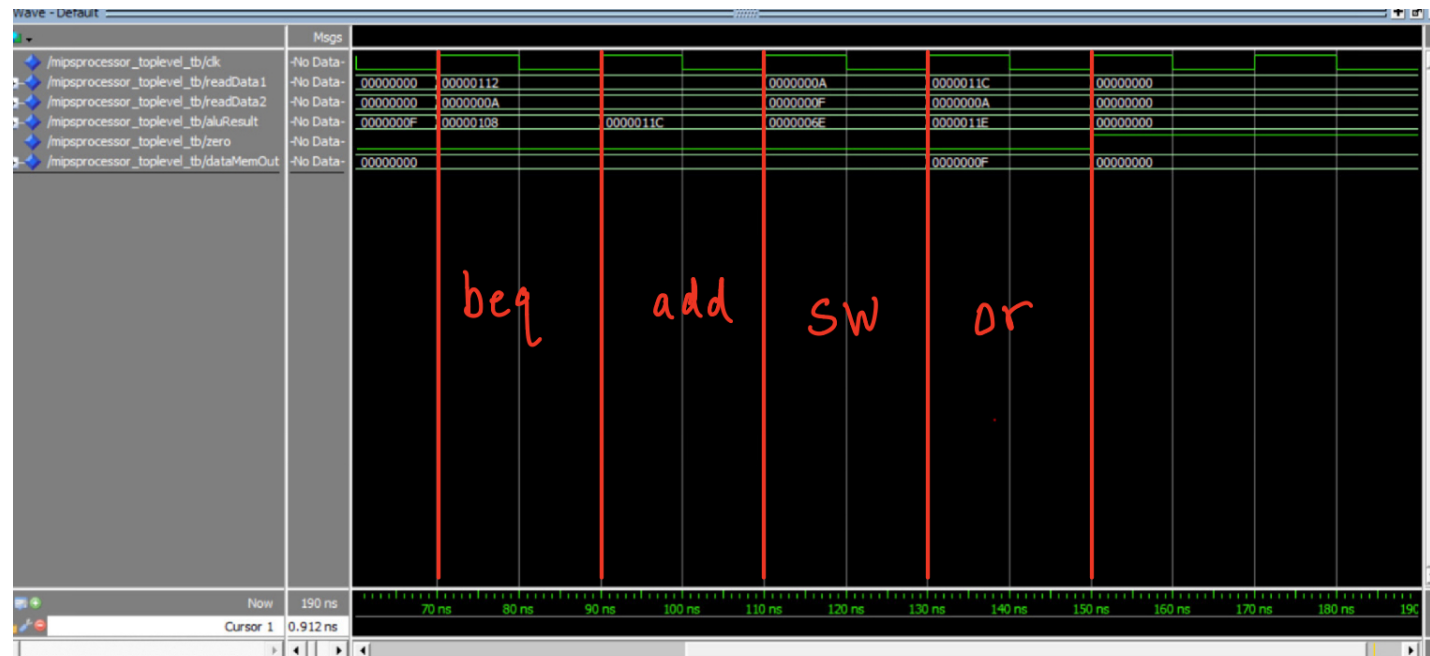 Wave - Default
Msgs
/mipsprocessor_toplevel_tb/clk -No Data-
/mipsprocessor_toplevel_tb/readData1 -No Data- 00000000 00000112 0000000A 0000011C 00000000
/mipsprocessor_toplevel_tb/readData2 -No Data- 00000000 0000000A 0000000F 0000000A 00000000
/mipsprocessor_toplevel_tb/aluResult -No Data- 0000000F 00000108 0000011C 0000006E 0000011E 00000000
/mipsprocessor_toplevel_tb/zero -No Data-
/mipsprocessor_toplevel_tb/dataMemOut -No Data- 00000000 0000000F 00000000
beq add sw or
Now 190 ns 70 ns 80 ns 90 ns 100 ns 110 ns 120 ns 130 ns 140 ns 150 ns 160 ns 170 ns 180 ns 190
Cursor 1 0.912 ns